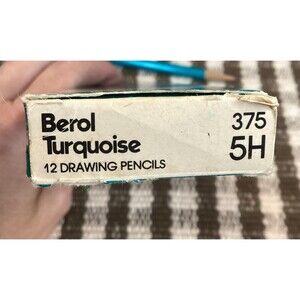 Berol 375
Turquoise 5H
12 DRAWING PENCILS